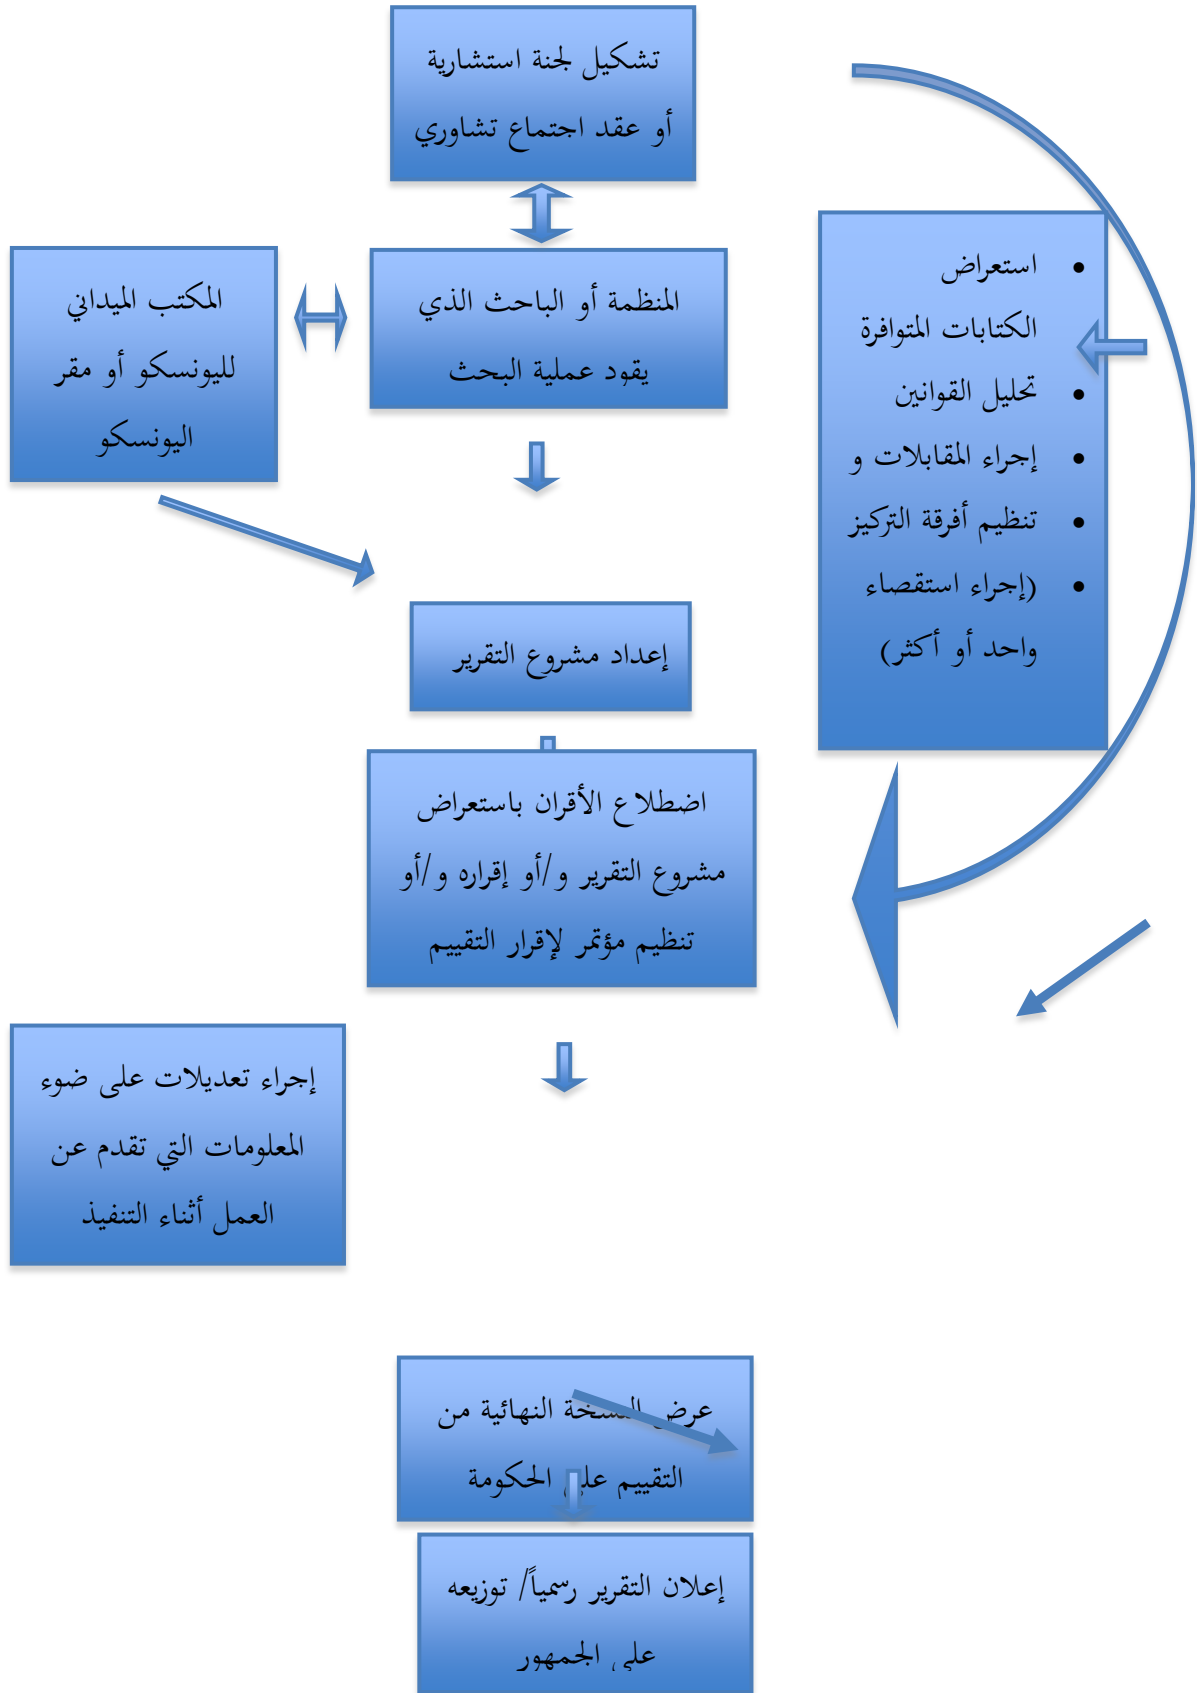 تشكيل لجنة استشارية
أو عقد اجتماع تشاوري
المنظمة أو الباحث الذي
يقود عملية البحث
المكتب الميداني
لليونسكو أو مقر
اليونسكو
• استعراض
الكتابات المتوافرة
• تحليل القوانين
• إجراء المقابلات و
• تنظيم أفرقة التركيز
• (إجراء استقصاء
واحد أو أكثر)
إعداد مشروع التقرير
اضطلاع الأقران باستعراض
مشروع التقرير و/أو إقراره و/أو
تنظيم مؤتمر لإقرار التقييم
إجراء تعديلات على ضوء
المعلومات التي تقدم عن
العمل أثناء التنفيذ
عرض النسخة النهائية من
التقييم على الحكومة
إعلان التقرير رسمياً/ توزيعه
على الجمهور